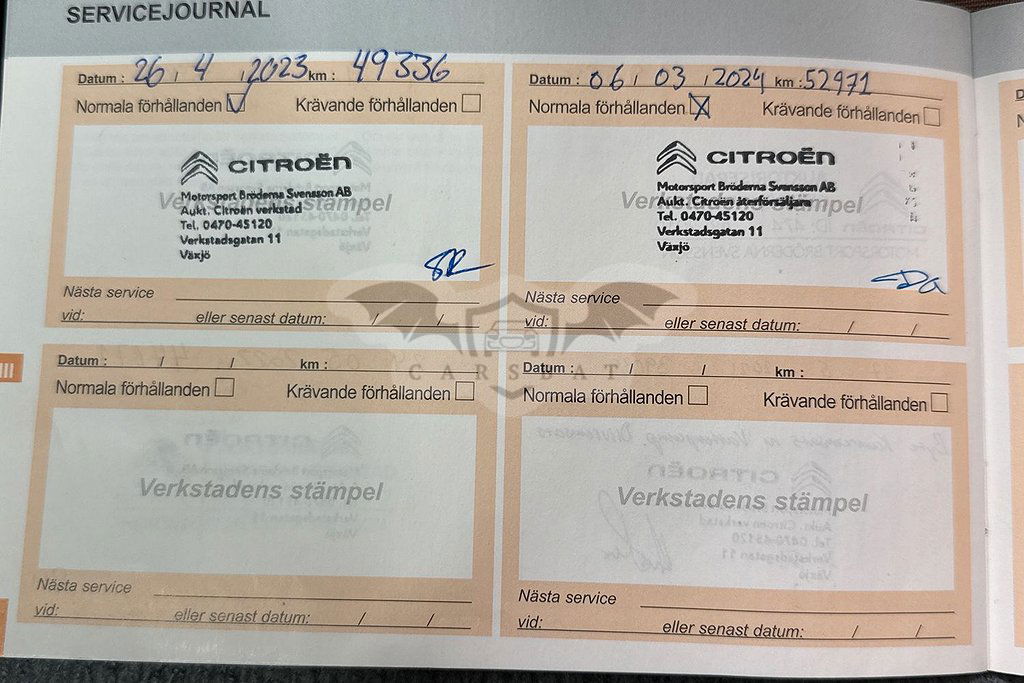 SERVICEJOURNAL
Datum : 26 / 4 / 2023 km : 49336
Normala förhållanden Krävande förhållanden
CITROËN
Motorsport Bröderna Svensson AB
Verkstadens stämpel
Aukt. Citroën verkstad
Tel. 0470-45120
Verkstadsgatan 11
Växjö
SR
Nästa service
vid: eller senast datum: / /
Datum : 06 / 03 / 2024 km : 52971
Normala förhållanden Krävande förhållanden
CITROËN
Motorsport Bröderna Svensson AB
Verkstadens stämpel
Aukt. Citroën återförsäljare
Tel. 0470-45120
Verkstadsgatan 11
Växjö
Nästa service
vid: eller senast datum: / /
CARSBAT
Datum : / / km :
Normala förhållanden Krävande förhållanden
Verkstadens stämpel
Nästa service
vid: eller senast datum: / /
Datum : / / km :
Normala förhållanden Krävande förhållanden
Verkstadens stämpel
Nästa service
vid: eller senast datum: / /